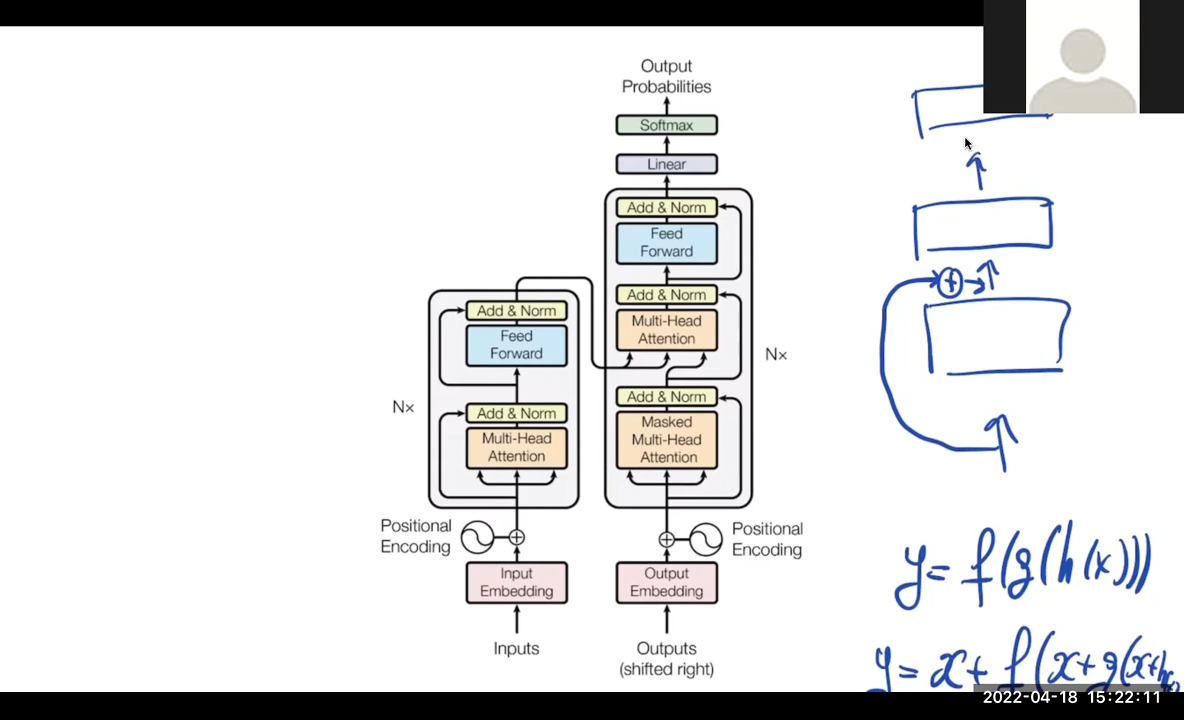 Output
Probabilities
Softmax
Linear
Add & Norm
Feed
Forward
Add & Norm
Multi-Head
Attention
Nx
Add & Norm
Masked
Multi-Head
Attention
Add & Norm
Feed
Forward
Nx
Add & Norm
Multi-Head
Attention
Positional
Encoding
Positional
Encoding
Input
Embedding
Output
Embedding
Inputs
Outputs
(shifted right)
y = f(g(h(x)))
y = x + f(x+g(x+h
2022-04-18 15:22:11